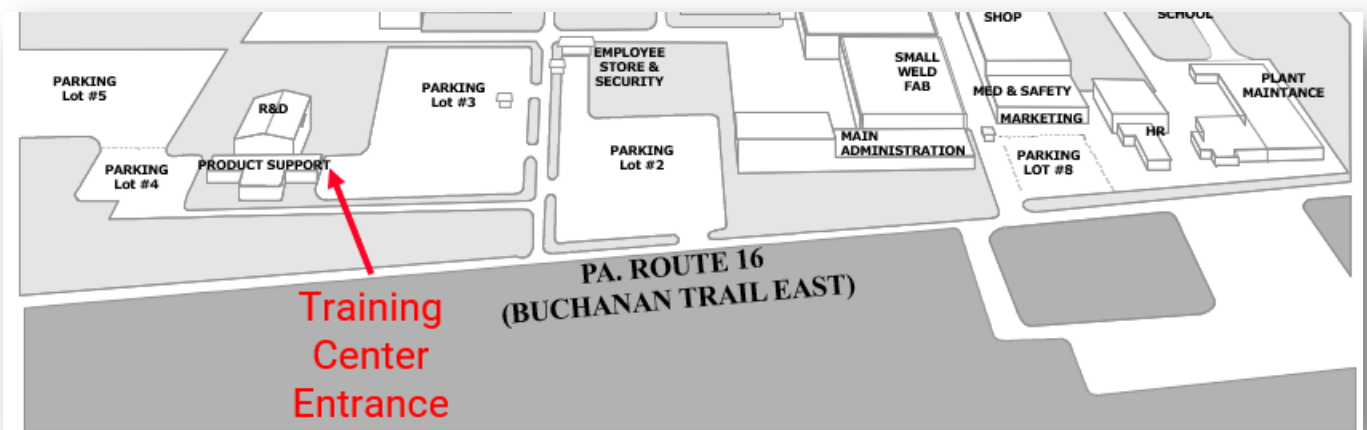 SHOP
SCHOOL
EMPLOYEE
STORE &
SECURITY
SMALL
WELD
FAB
PARKING
Lot #5
PARKING
Lot #3
MED & SAFETY
PLANT
MAINTANCE
R&D
MARKETING
HR
MAIN
ADMINISTRATION
PARKING
Lot #2
PARKING
LOT #8
PRODUCT SUPPORT
PARKING
Lot #4
PA. ROUTE 16
(BUCHANAN TRAIL EAST)
Training
Center
Entrance